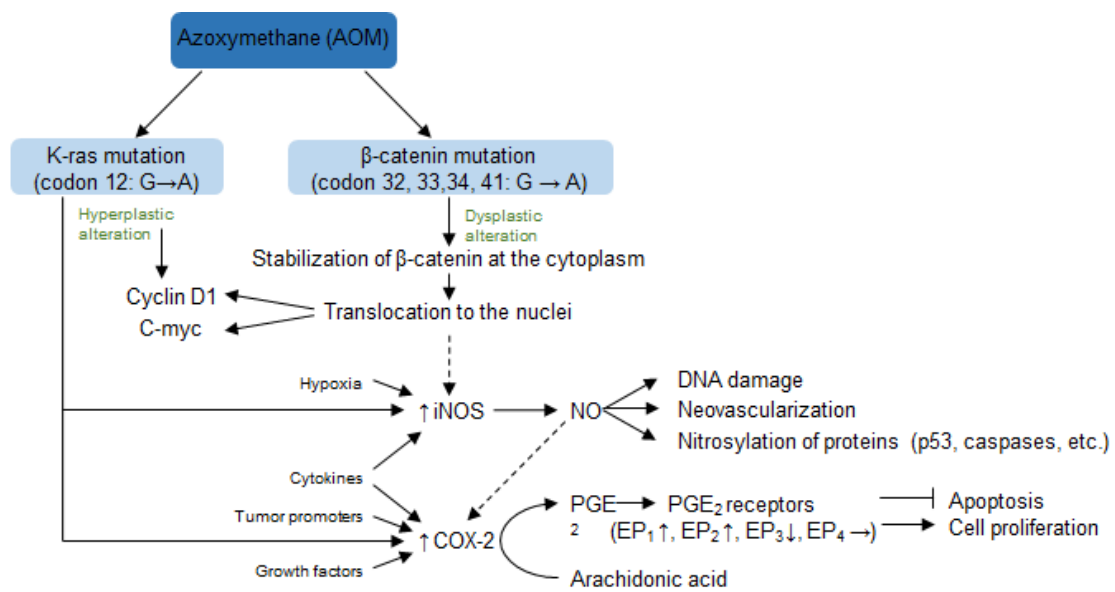 Azoxymethane (AOM)
K-ras mutation
(codon 12: G→A)
β-catenin mutation
(codon 32, 33,34, 41: G → A)
Hyperplastic
alteration
Dysplastic
alteration
Stabilization of β-catenin at the cytoplasm
Cyclin D1
C-myc
Translocation to the nuclei
Hypoxia
↑iNOS
NO
DNA damage
Neovascularization
Nitrosylation of proteins (p53, caspases, etc.)
Cytokines
Tumor promoters
↑COX-2
Growth factors
PGE
2
PGE₂ receptors
(EP₁↑, EP₂↑, EP₃↓, EP₄→)
Apoptosis
Cell proliferation
Arachidonic acid